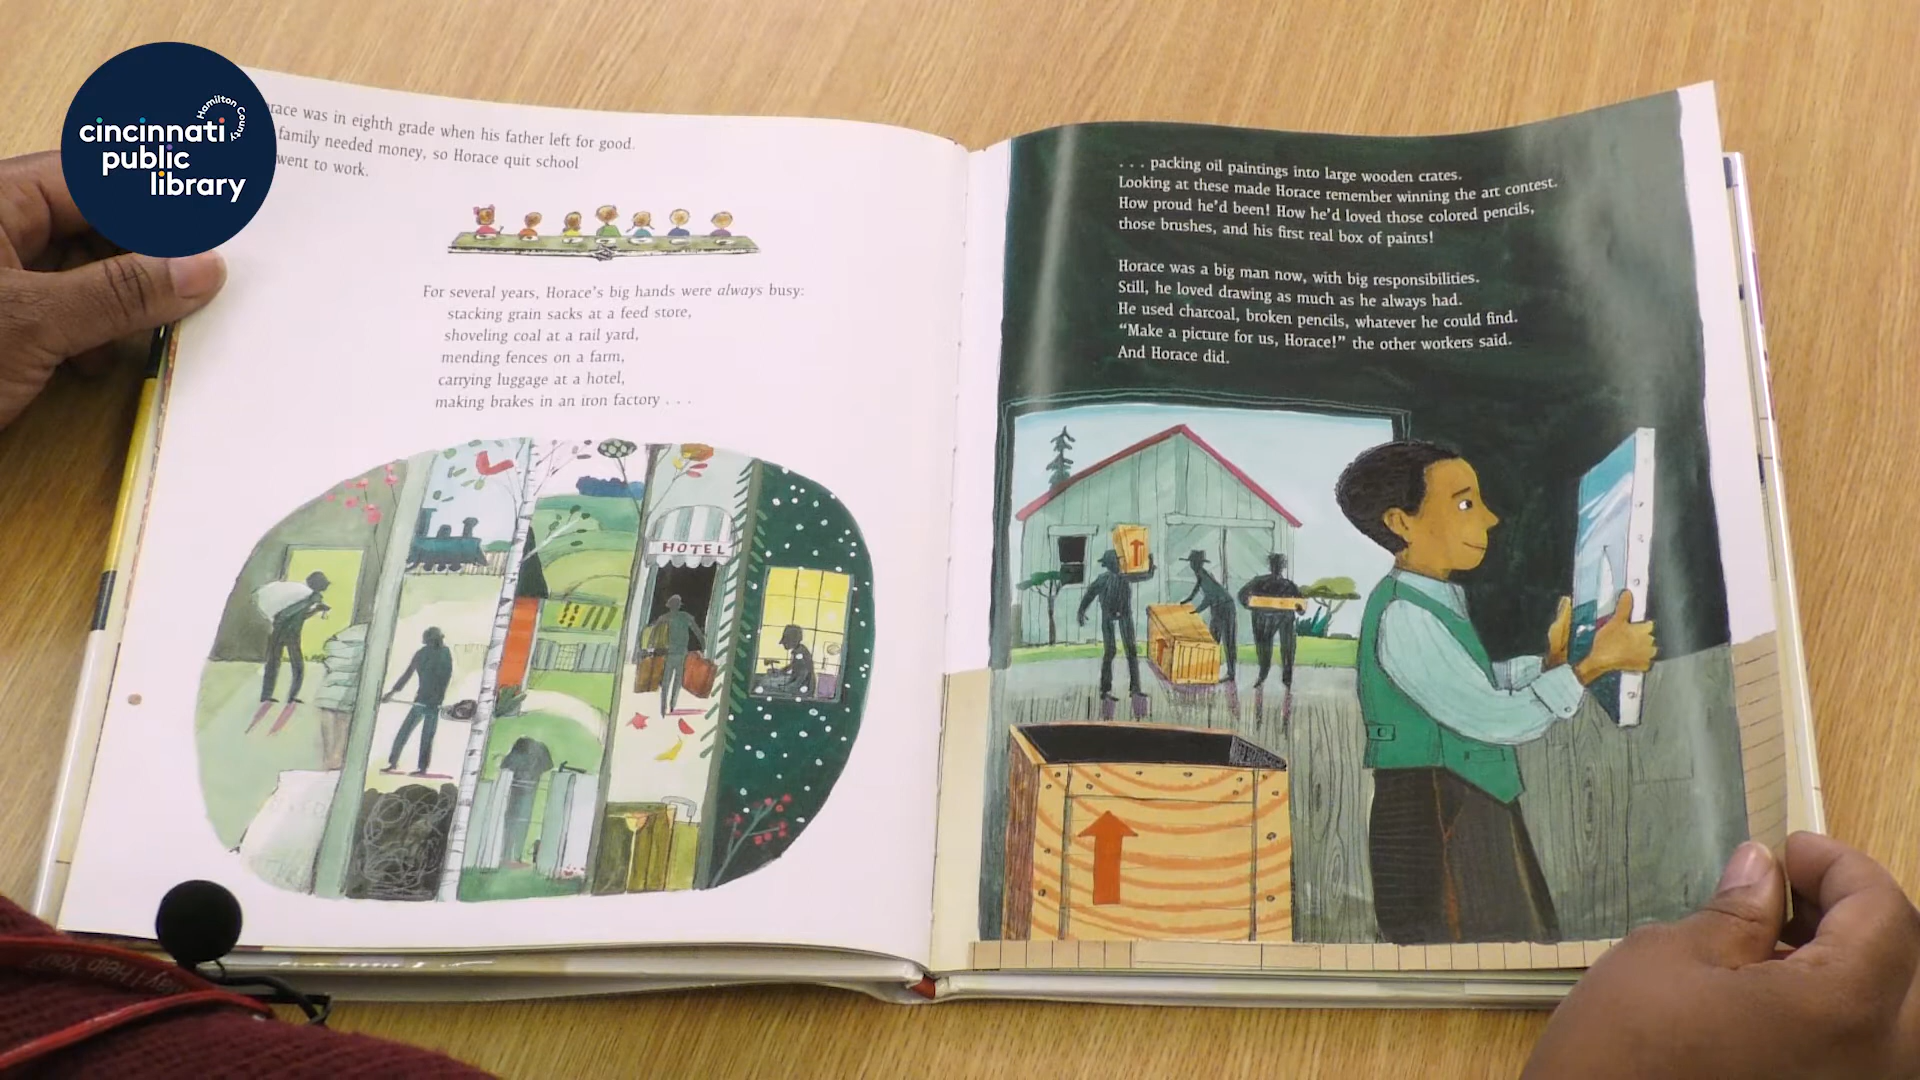 cincinnati
public
library
Hamilton County
was in eighth grade when his father left for good.
family needed money, so Horace quit school
went to work.
For several years, Horace's big hands were always busy:
stacking grain sacks at a feed store,
shoveling coal at a rail yard,
mending fences on a farm,
carrying luggage at a hotel,
making brakes in an iron factory . . .
HOTEL
. . . packing oil paintings into large wooden crates.
Looking at these made Horace remember winning the art contest.
How proud he'd been! How he'd loved those colored pencils,
those brushes, and his first real box of paints!
Horace was a big man now, with big responsibilities.
Still, he loved drawing as much as he always had.
He used charcoal, broken pencils, whatever he could find.
“Make a picture for us, Horace!” the other workers said.
And Horace did.
May I Help You?